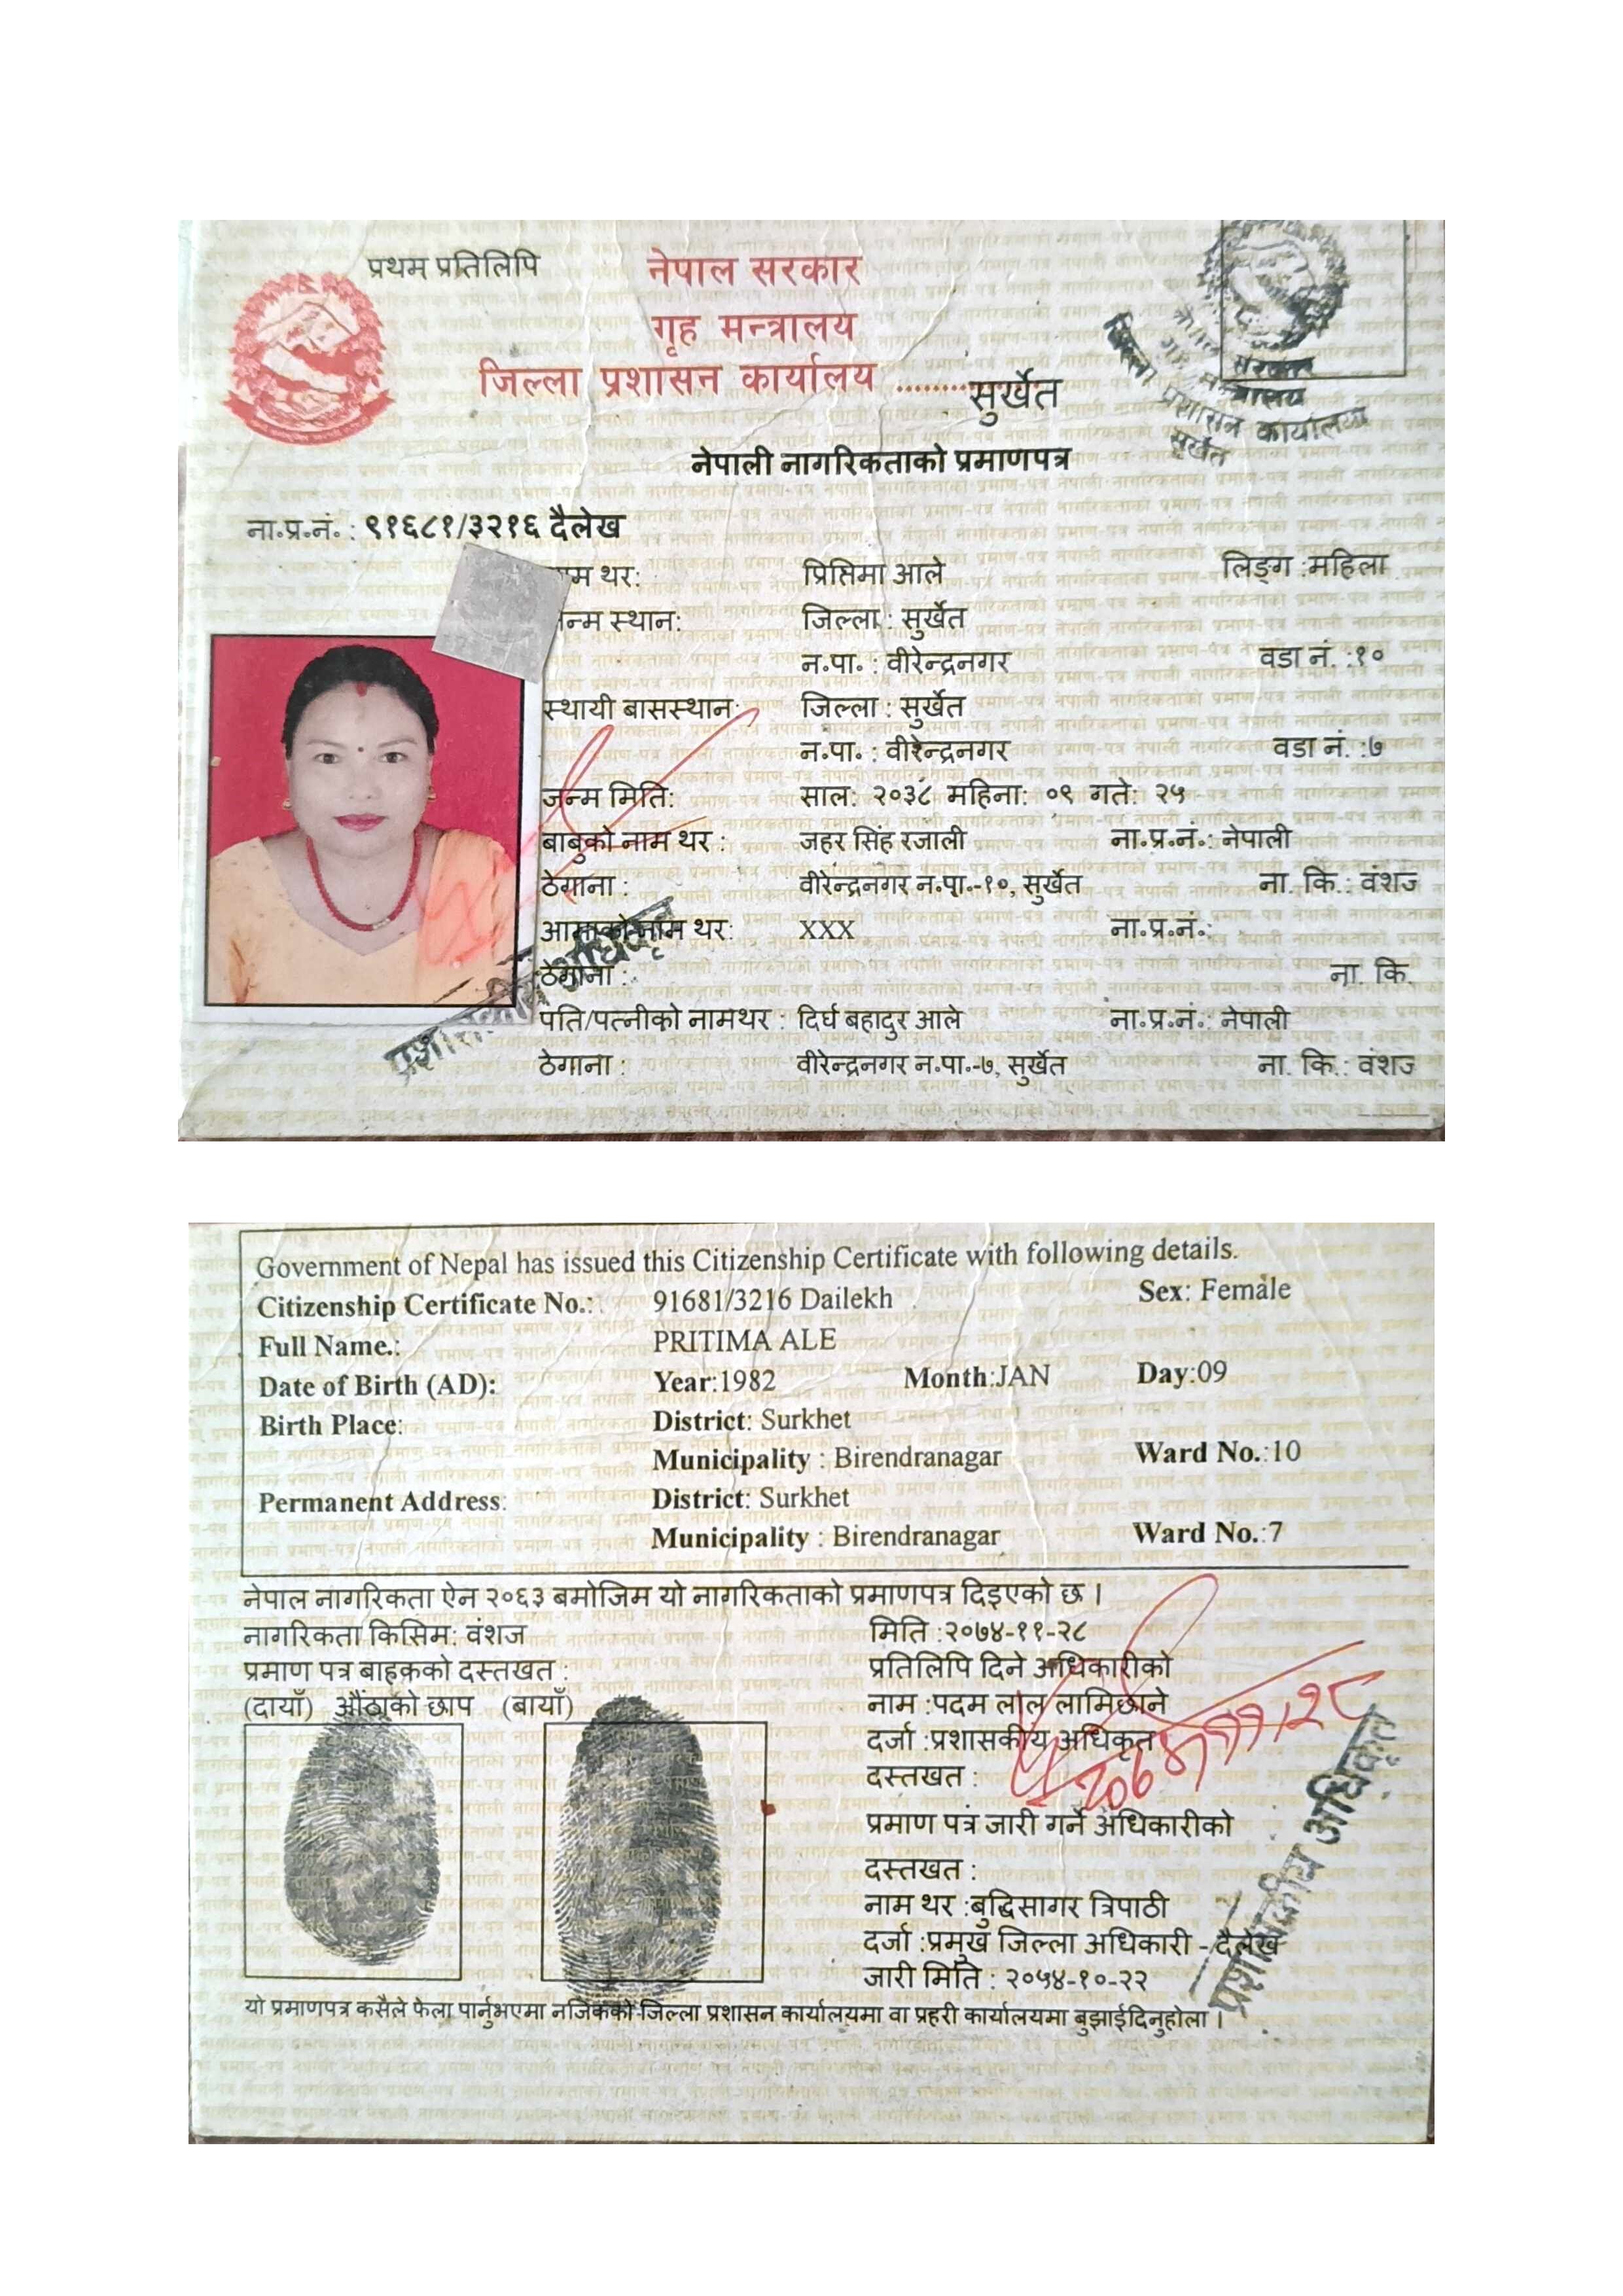 प्रथम प्रतिलिपि
नेपाल सरकार
गृह मन्त्रालय
जिल्ला प्रशासन कार्यालय .........सुर्खेत
नेपाल सरकार
गृह मन्त्रालय
जिल्ला प्रशासन कार्यालय
सुर्खेत
नेपाली नागरिकताको प्रमाणपत्र
ना.प्र.नं. : ९१६८१/३२१६ दैलेख
थर: प्रिप्तिमा आले लिङ्ग :महिला
स्थान: जिल्ला : सुर्खेत
न.पा. : वीरेन्द्रनगर वडा नं. :१०
स्थायी बासस्थान: जिल्ला : सुर्खेत
न.पा. : वीरेन्द्रनगर वडा नं. :७
जन्म मिति: साल: २०३८ महिना: ०९ गते: २५
बाबुको नाम थर : जहर सिंह रजाली ना.प्र.नं.: नेपाली
ठेगाना : वीरेन्द्रनगर न.पा.-१०, सुर्खेत ना. कि.: वंशज
आमाको नाम थर: XXX ना.प्र.नं.:
ठेगाना : ना. कि.
पति/पत्नीको नामथर : दिर्घ बहादुर आले ना.प्र.नं.: नेपाली
ठेगाना : वीरेन्द्रनगर न.पा.-७, सुर्खेत ना. कि.: वंशज
प्रशासकीय अधिकृत
Government of Nepal has issued this Citizenship Certificate with following details.
Citizenship Certificate No.: 91681/3216 Dailekh Sex: Female
Full Name.: PRITIMA ALE
Date of Birth (AD): Year:1982 Month:JAN Day:09
Birth Place: District: Surkhet
Municipality : Birendranagar Ward No.:10
Permanent Address: District: Surkhet
Municipality : Birendranagar Ward No.:7
नेपाल नागरिकता ऐन २०६३ बमोजिम यो नागरिकताको प्रमाणपत्र दिइएको छ ।
नागरिकता किसिम: वंशज मिति :२०७४-११-२८
प्रमाण पत्र बाहकको दस्तखत : प्रतिलिपि दिने अधिकारीको
(दायाँ) औंठाको छाप (बायाँ) नाम :पदम लाल लामिछाने
दर्जा :प्रशासकीय अधिकृत
दस्तखत :
२०७४।११।२८
प्रमाण पत्र जारी गर्ने अधिकारीको
दस्तखत :
नाम थर :बुद्धिसागर त्रिपाठी
दर्जा :प्रमुख जिल्ला अधिकारी - दैलेख
जारी मिति : २०५४-१०-२२
प्रशासकीय अधिकृत
यो प्रमाणपत्र कसैले फेला पार्नुभएमा नजिकको जिल्ला प्रशासन कार्यालयमा वा प्रहरी कार्यालयमा बुझाईदिनुहोला ।